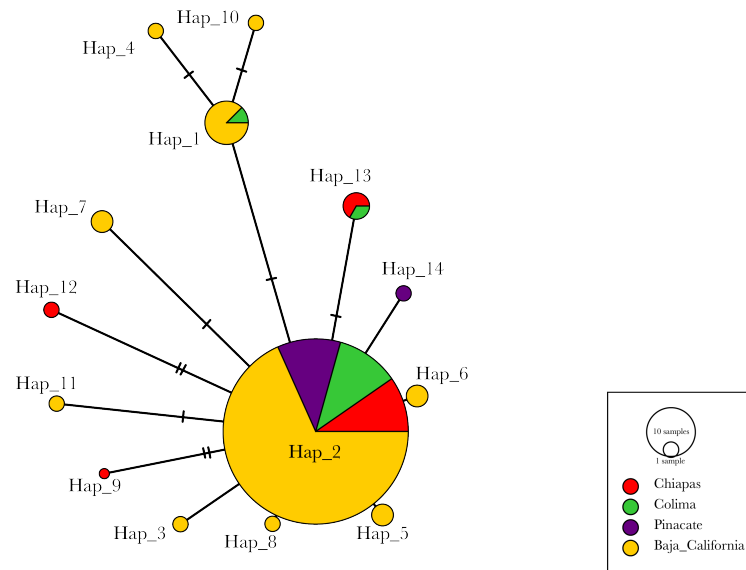 Hap_10
Hap_4
Hap_1
Hap_13
Hap_7
Hap_14
Hap_12
Hap_6
Hap_11
Hap_2
Hap_9
Hap_3
Hap_8
Hap_5
10 samples
1 sample
Chiapas
Colima
Pinacate
Baja_California